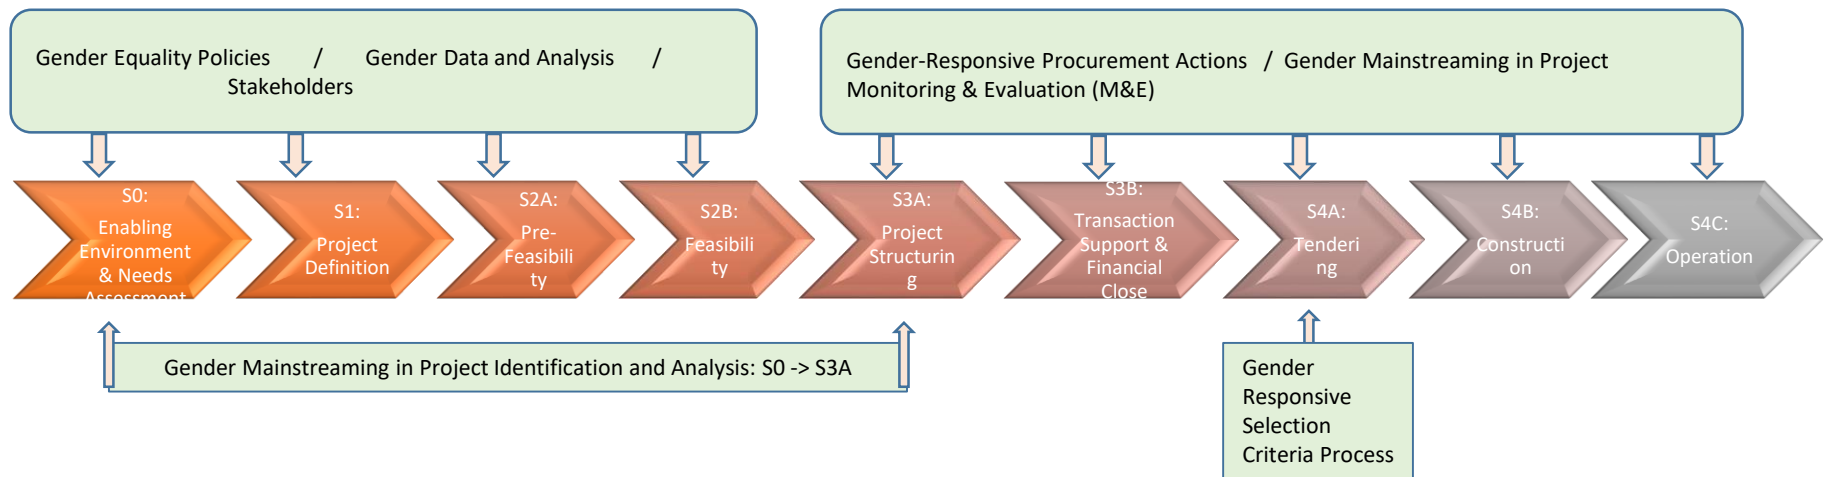 Gender Equality Policies / Gender Data and Analysis /
Stakeholders
Gender-Responsive Procurement Actions / Gender Mainstreaming in Project
Monitoring & Evaluation (M&E)
S0:
Enabling
Environment
& Needs
Assessment
S1:
Project
Definition
S2A:
Pre-
Feasibili
ty
S2B:
Feasibili
ty
S3A:
Project
Structurin
g
S3B:
Transaction
Support &
Financial
Close
S4A:
Tenderi
ng
S4B:
Constructi
on
S4C:
Operation
Gender Mainstreaming in Project Identification and Analysis: S0 -> S3A
Gender
Responsive
Selection
Criteria Process